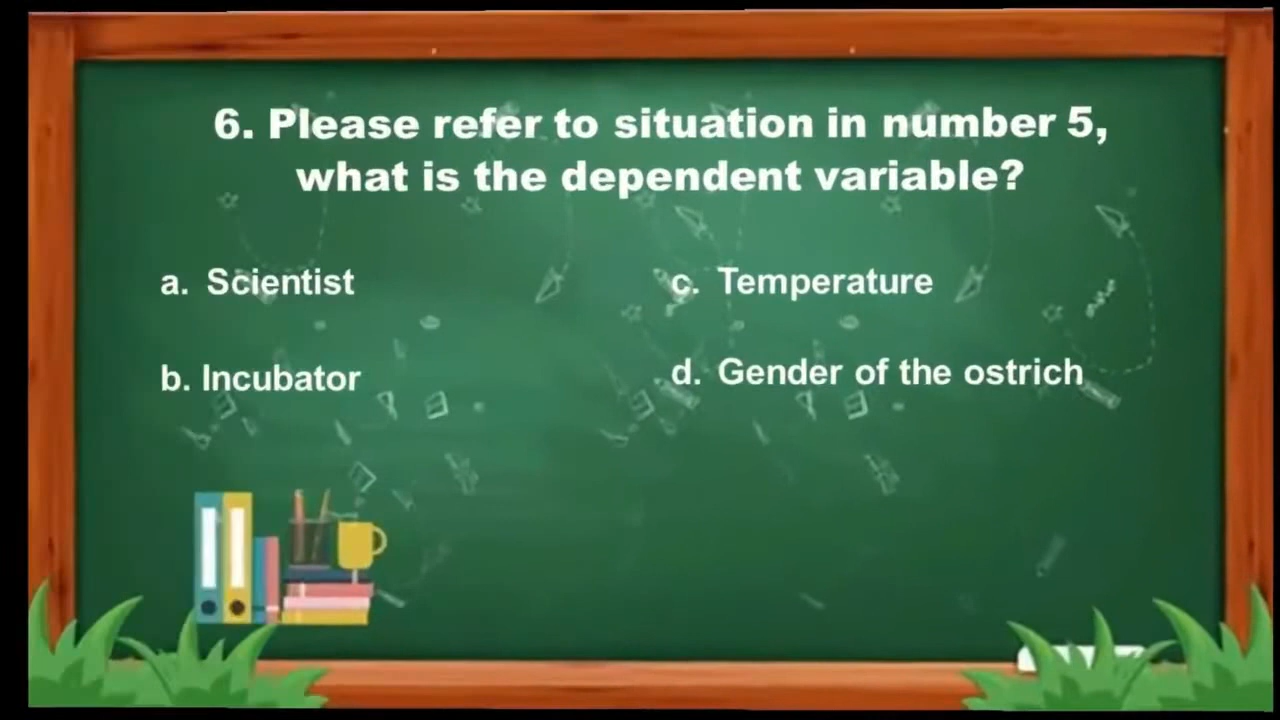 6. Please refer to situation in number 5,
what is the dependent variable?
a. Scientist
b. Incubator
c. Temperature
d. Gender of the ostrich